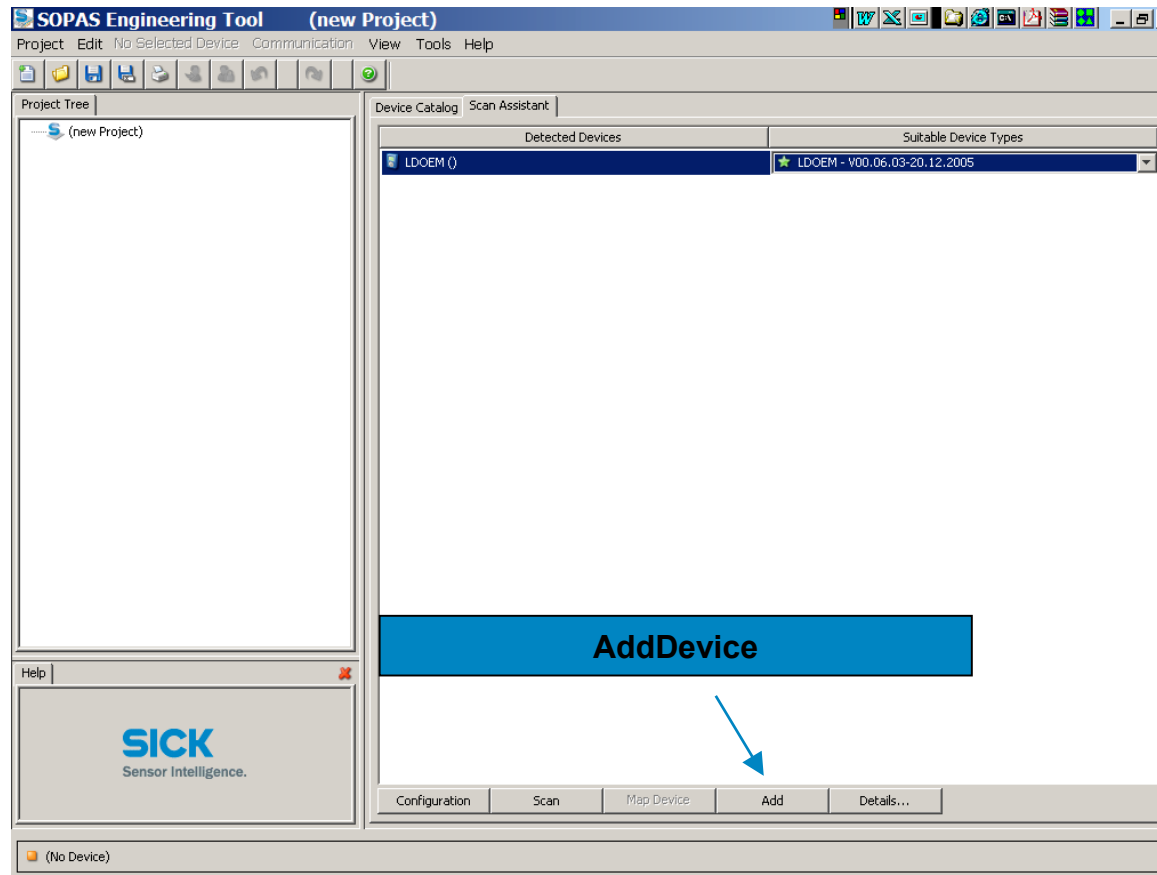 SOPAS Engineering Tool (new Project)
Project Edit No Selected Device Communication View Tools Help
Project Tree
(new Project)
Device Catalog Scan Assistant
Detected Devices Suitable Device Types
LDOEM () LDOEM - V00.06.03-20.12.2005
AddDevice
Help
SICK
Sensor Intelligence.
Configuration Scan Map Device Add Details...
(No Device)